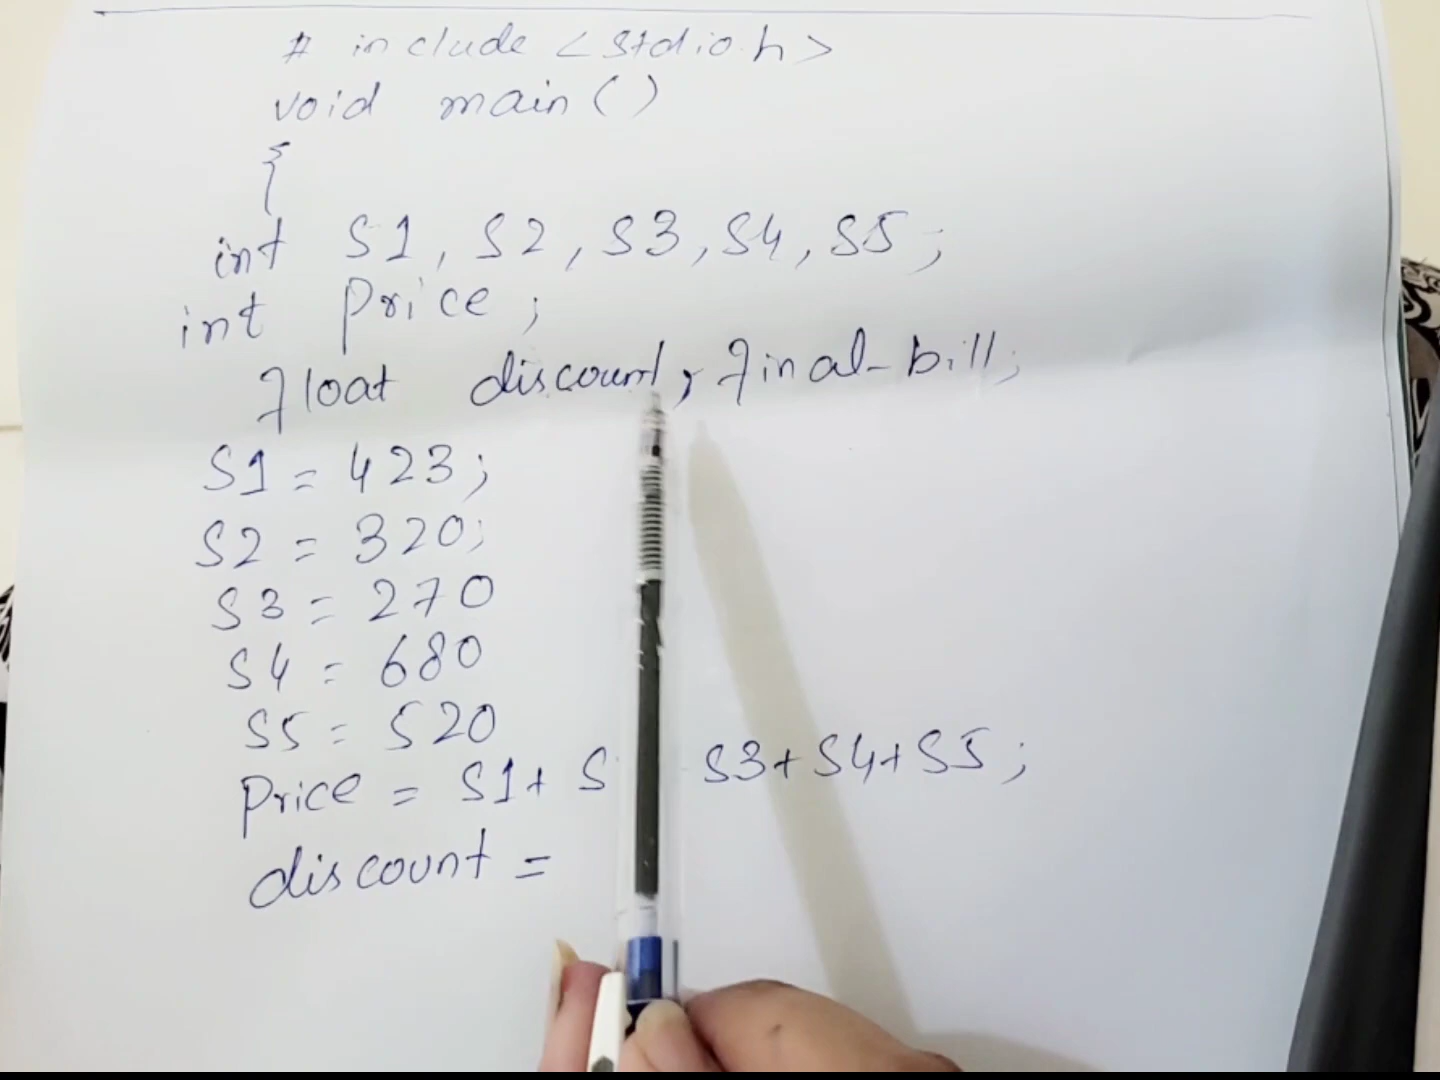 # include <stdio.h>
void main()
{
int S1, S2, S3, S4, S5;
int Price;
float discount, final_bill;
S1 = 423;
S2 = 320;
S3 = 270
S4 = 680
S5 = 520
Price = S1+ S S3+S4+S5;
discount =